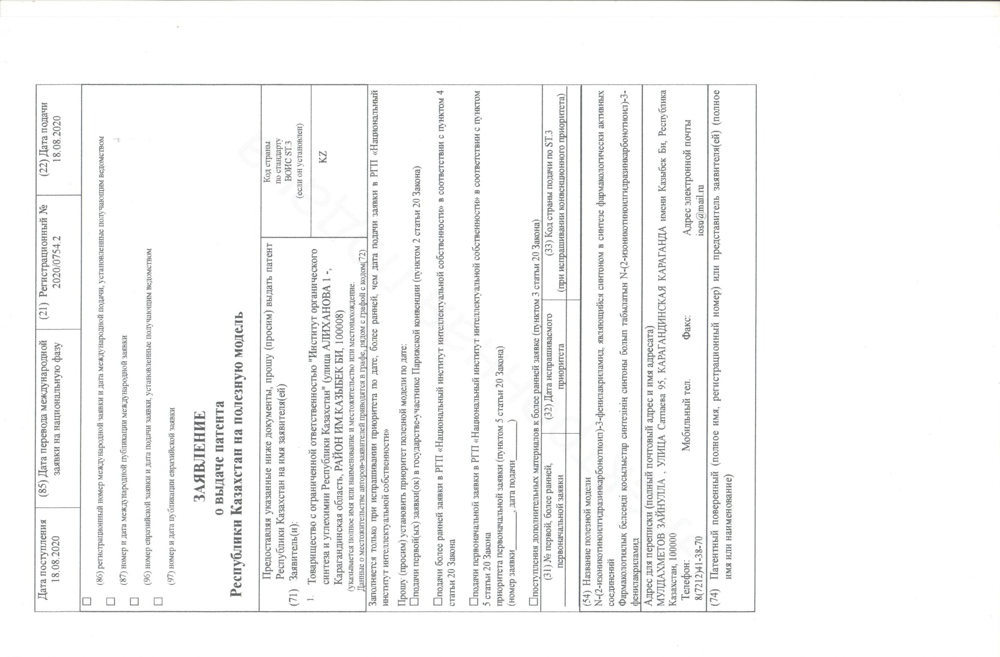 Дата поступления
18.08.2020
(85) Дата перевода международной
заявки на национальную фазу
(21) Регистрационный №
2020/0754.2
(22) Дата подачи
18.08.2020
☐ (86) регистрационный номер международной заявки и дата международной подачи, установленные получающим ведомством
☐ (87) номер и дата международной публикации международной заявки
☐ (96) номер евразийской заявки и дата подачи заявки, установленные получающим ведомством
☐ (97) номер и дата публикации евразийской заявки
ЗАЯВЛЕНИЕ
о выдаче патента
Республики Казахстан на полезную модель
Предоставляя указанные ниже документы, прошу (просим) выдать патент
Республики Казахстан на имя заявителя(ей)
(71) Заявитель(и):
Код страны
по стандарту
ВОИС ST.3
(если он установлен)
1. Товарищество с ограниченной ответственностью "Институт органического
синтеза и углехимии Республики Казахстан" (улица АЛИХАНОВА 1 -,
Карагандинская область, РАЙОН ИМ.КАЗЫБЕК БИ, 100008)
(указывается полное имя или наименование и местожительство или местонахождение.
Данные о местожительстве авторов-заявителей приводятся в графе, рядом с графой с кодом(72)
KZ
Заполняется только при испрашивании приоритета по дате, более ранней, чем дата подачи заявки в РГП «Национальный
институт интеллектуальной собственности»
Прошу (просим) установить приоритет полезной модели по дате:
☐подачи первой(ых) заявки(ок) в государстве-участнике Парижской конвенции (пунктом 2 статьи 20 Закона)
☐подачи более ранней заявки в РГП «Национальный институт интеллектуальной собственности» в соответствии с пунктом 4
статьи 20 Закона
☐подачи первоначальной заявки в РГП «Национальный институт интеллектуальной собственности» в соответствии с пунктом
5 статьи 20 Закона
приоритета первоначальной заявки (пунктом 5 статьи 20 Закона)
(номер заявки______, дата подачи______)
☐поступления дополнительных материалов к более ранней заявке (пунктом 3 статьи 20 Закона)
(31) № первой, более ранней,
первоначальной заявки
(32) Дата испрашиваемого
приоритета
(33) Код страны подачи по ST.3
(при испрашивании конвенционного приоритета)
(54) Название полезной модели
N-(2-изоникотиноилгидразинкарбонотиоил)-3-фенилакриламид, являющийся синтоном в синтезе фармакологически активных
соединений
Фармакологиялық белсенді қосылыстар синтезінің синтоны болып табылатын N-(2-изоникотиноилгидразинкарбонотиоил)-3-
фенилакриламид
Адрес для переписки (полный почтовый адрес и имя адресата)
МУЛДАХМЕТОВ ЗАЙНУЛЛА , УЛИЦА Сатпаева 95, КАРАГАНДИНСКАЯ КАРАГАНДА имени Казыбек Би, Республика
Казахстан, 100000
Телефон:
8(7212)41-38-70
Мобильный тел.
Факс:
Адрес электронной почты
iosu@mail.ru
(74) Патентный поверенный (полное имя, регистрационный номер) или представитель заявителя(ей) (полное
имя или наименование)